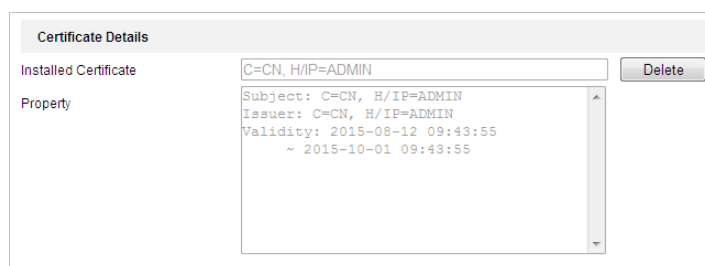 Certificate Details
Installed Certificate C=CN, H/IP=ADMIN Delete
Property
Subject: C=CN, H/IP=ADMIN
Issuer: C=CN, H/IP=ADMIN
Validity: 2015-08-12 09:43:55
~ 2015-10-01 09:43:55